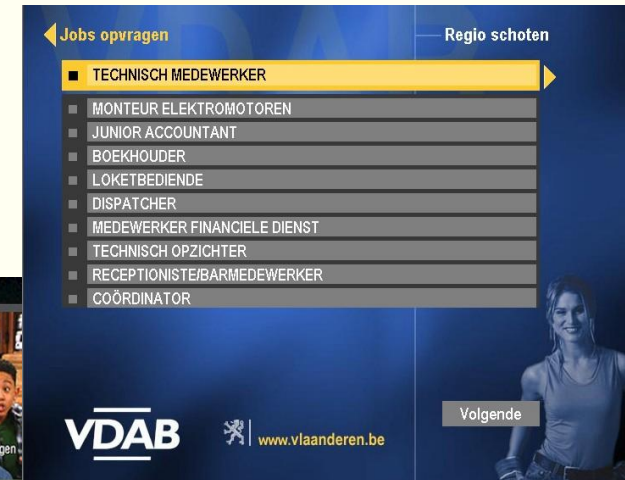 Jobs opvragen
Regio schoten
TECHNISCH MEDEWERKER
MONTEUR ELEKTROMOTOREN
JUNIOR ACCOUNTANT
BOEKHOUDER
LOKETBEDIENDE
DISPATCHER
MEDEWERKER FINANCIELE DIENST
TECHNISCH OPZICHTER
RECEPTIONISTE/BARMEDEWERKER
COÖRDINATOR
Volgende
VDAB
www.vlaanderen.be